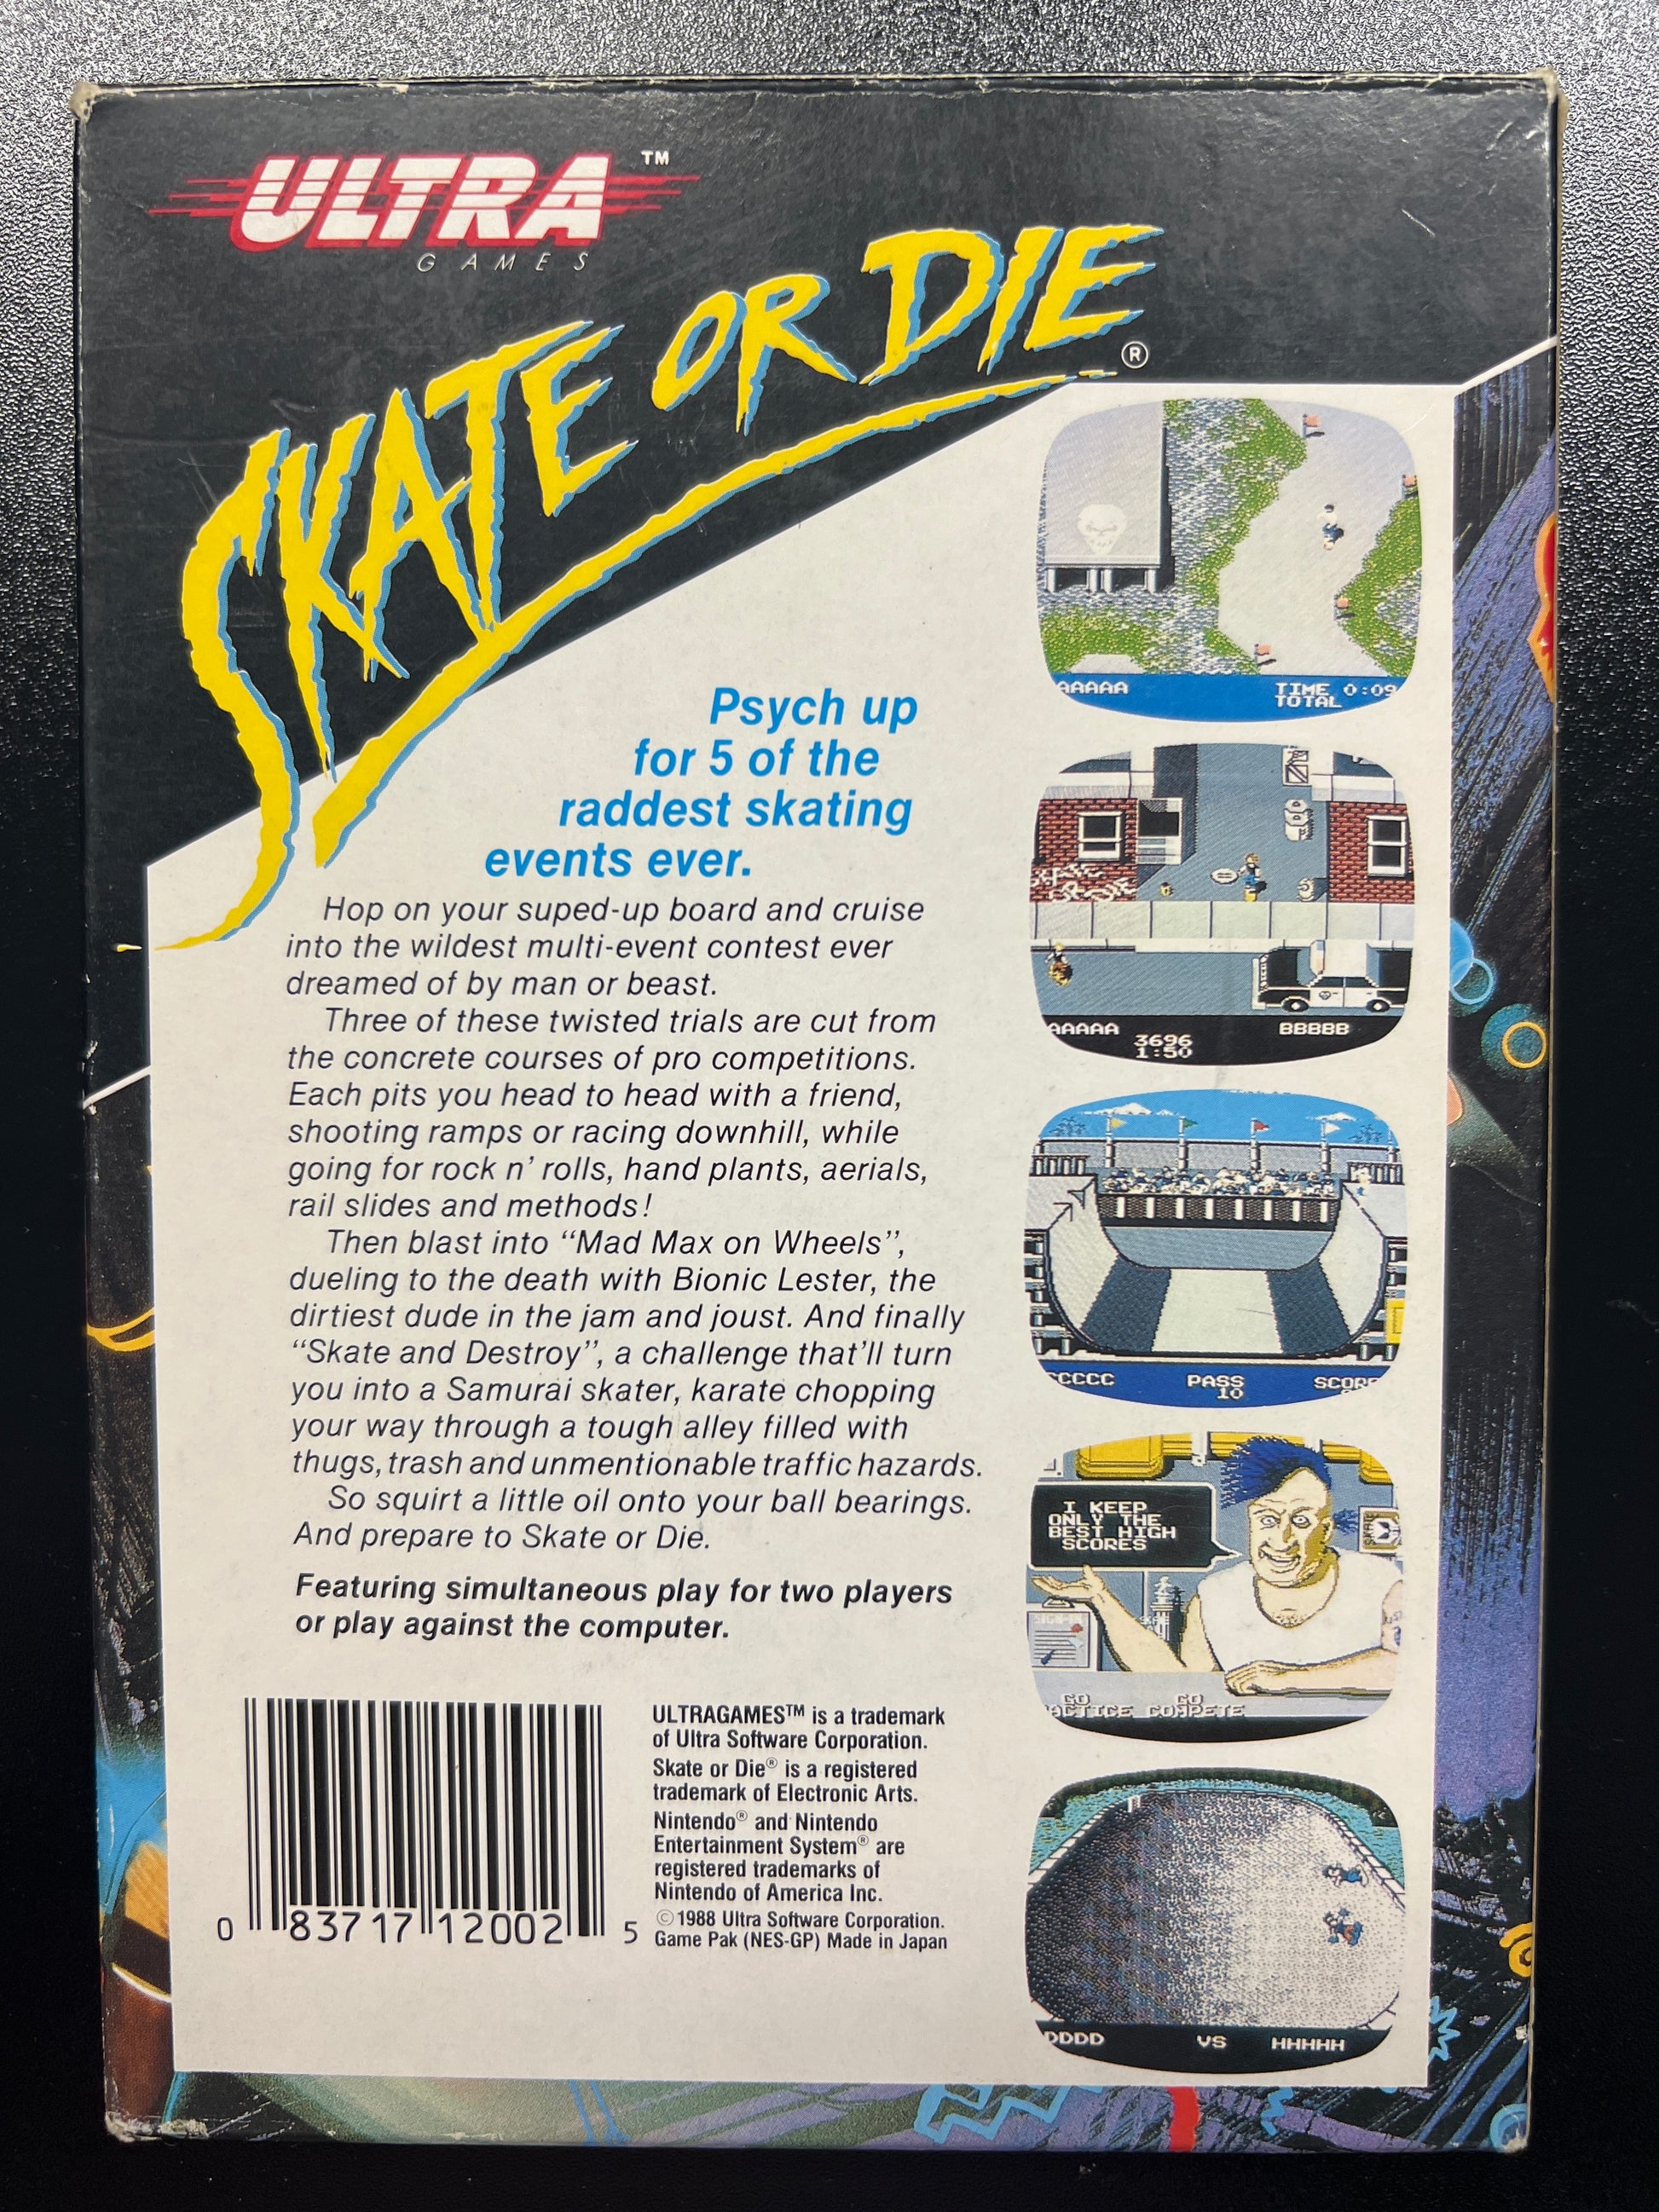 ULTRA™
GAMES
SKATE OR DIE®
Psych up
for 5 of the
raddest skating
events ever.
Hop on your suped-up board and cruise
into the wildest multi-event contest ever
dreamed of by man or beast.
Three of these twisted trials are cut from
the concrete courses of pro competitions.
Each pits you head to head with a friend,
shooting ramps or racing downhill, while
going for rock n' rolls, hand plants, aerials,
rail slides and methods!
Then blast into “Mad Max on Wheels”,
dueling to the death with Bionic Lester, the
dirtiest dude in the jam and joust. And finally
“Skate and Destroy”, a challenge that'll turn
you into a Samurai skater, karate chopping
your way through a tough alley filled with
thugs, trash and unmentionable traffic hazards.
So squirt a little oil onto your ball bearings.
And prepare to Skate or Die.
Featuring simultaneous play for two players
or play against the computer.
0 83717 12002 5
ULTRAGAMES™ is a trademark
of Ultra Software Corporation.
Skate or Die® is a registered
trademark of Electronic Arts.
Nintendo® and Nintendo
Entertainment System® are
registered trademarks of
Nintendo of America Inc.
©1988 Ultra Software Corporation.
Game Pak (NES-GP) Made in Japan
AAAAA TIME 0:09
TOTAL
AAAAA BBBBB
3696
1:50
CCCCC PASS SCORE
10
I KEEP
ONLY THE
BEST HIGH
SCORES
SIGN-IN
GO GO
ACTICE COMPETE
DDDD VS HHHHH